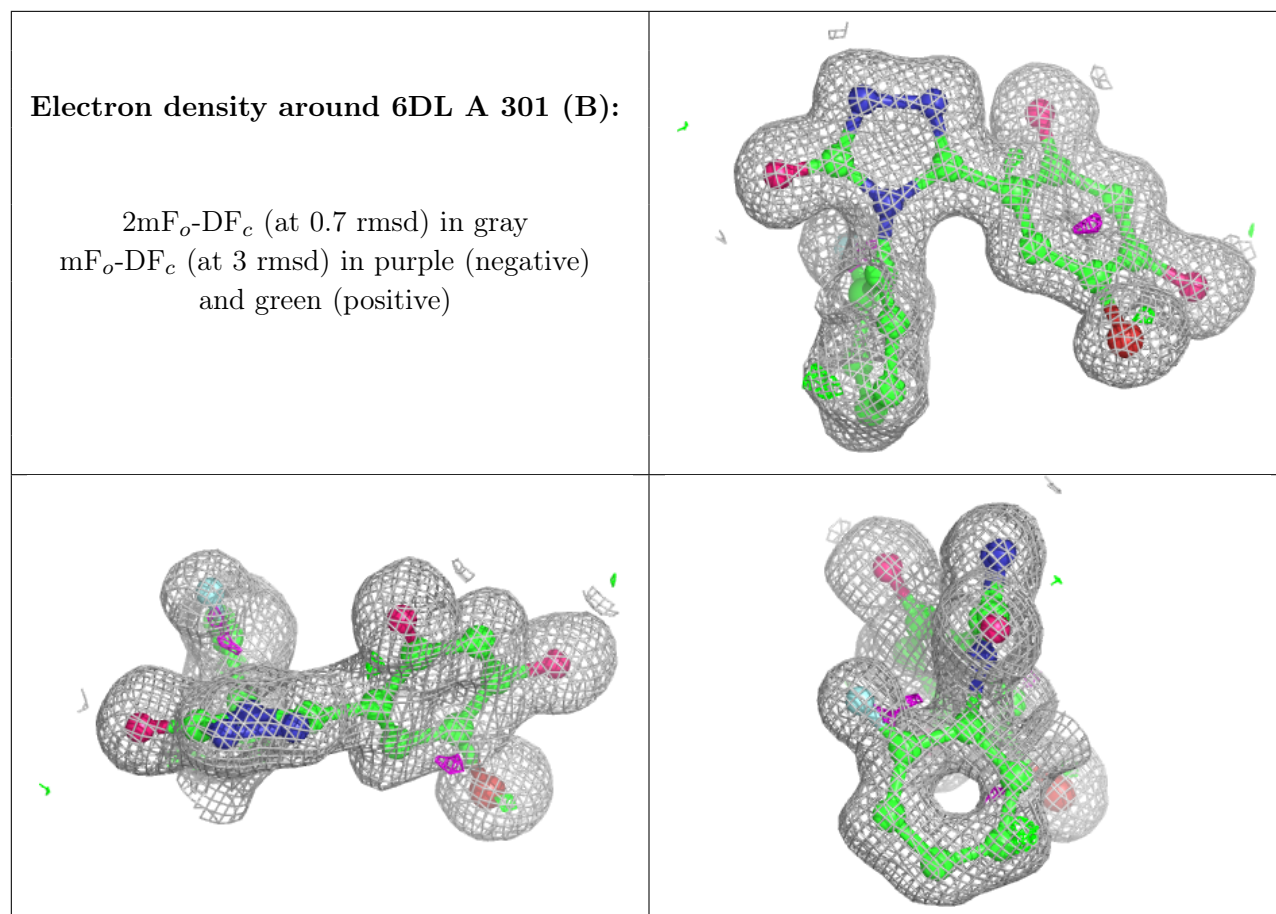 Electron density around 6DL A 301 (B):
2mFo-DFc (at 0.7 rmsd) in gray
mFo-DFc (at 3 rmsd) in purple (negative)
and green (positive)